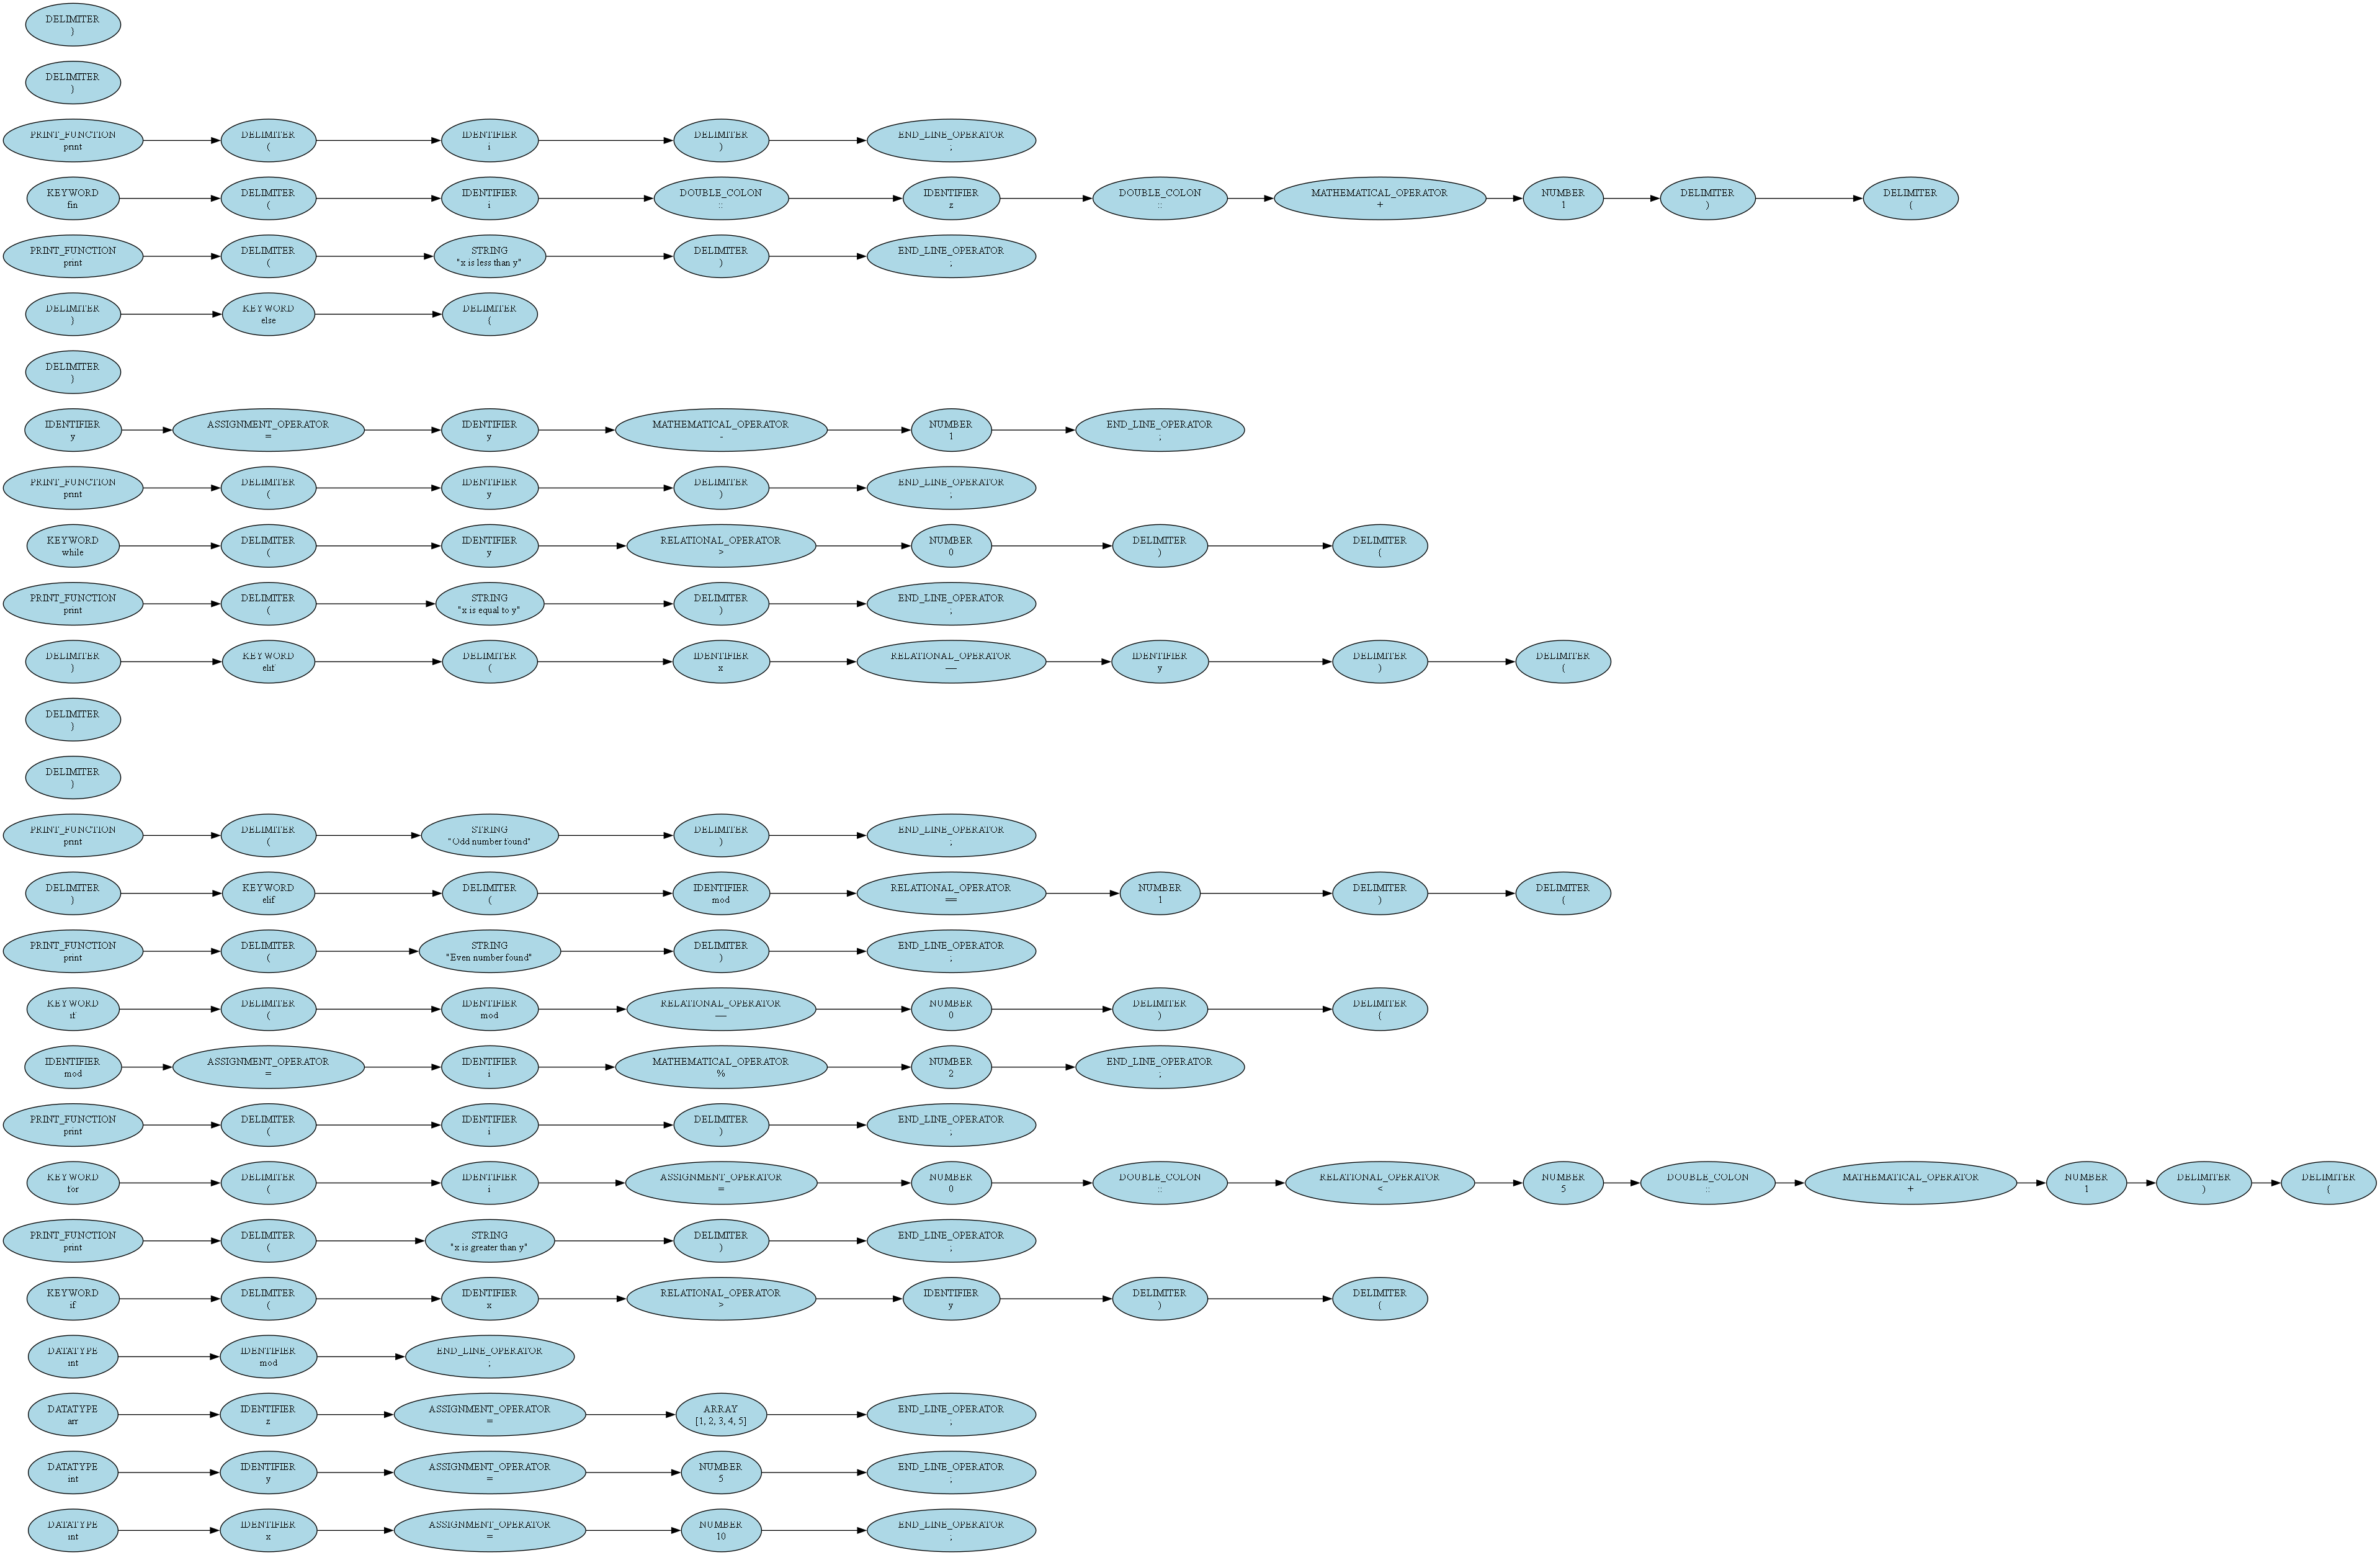 DELIMITER
)
DELIMITER
)
PRINT_FUNCTION DELIMITER IDENTIFIER DELIMITER END_LINE_OPERATOR
print ( i ) ;
KEYWORD DELIMITER IDENTIFIER DOUBLE_COLON IDENTIFIER DOUBLE_COLON MATHEMATICAL_OPERATOR NUMBER DELIMITER DELIMITER
fin ( i :: z :: + 1 ) (
PRINT_FUNCTION DELIMITER STRING DELIMITER END_LINE_OPERATOR
print ( "x is less than y" ) ;
DELIMITER KEYWORD DELIMITER
) else (
DELIMITER
)
IDENTIFIER ASSIGNMENT_OPERATOR IDENTIFIER MATHEMATICAL_OPERATOR NUMBER END_LINE_OPERATOR
y = y - 1 ;
PRINT_FUNCTION DELIMITER IDENTIFIER DELIMITER END_LINE_OPERATOR
print ( y ) ;
KEYWORD DELIMITER IDENTIFIER RELATIONAL_OPERATOR NUMBER DELIMITER DELIMITER
while ( y > 0 ) (
PRINT_FUNCTION DELIMITER STRING DELIMITER END_LINE_OPERATOR
print ( "x is equal to y" ) ;
DELIMITER KEYWORD DELIMITER IDENTIFIER RELATIONAL_OPERATOR IDENTIFIER DELIMITER DELIMITER
) elif ( x == y ) (
DELIMITER
)
DELIMITER
)
PRINT_FUNCTION DELIMITER STRING DELIMITER END_LINE_OPERATOR
print ( "Odd number found" ) ;
DELIMITER KEYWORD DELIMITER IDENTIFIER RELATIONAL_OPERATOR NUMBER DELIMITER DELIMITER
) elif ( mod == 1 ) (
PRINT_FUNCTION DELIMITER STRING DELIMITER END_LINE_OPERATOR
print ( "Even number found" ) ;
KEYWORD DELIMITER IDENTIFIER RELATIONAL_OPERATOR NUMBER DELIMITER DELIMITER
if ( mod == 0 ) (
IDENTIFIER ASSIGNMENT_OPERATOR IDENTIFIER MATHEMATICAL_OPERATOR NUMBER END_LINE_OPERATOR
mod = i % 2 ;
PRINT_FUNCTION DELIMITER IDENTIFIER DELIMITER END_LINE_OPERATOR
print ( i ) ;
KEYWORD DELIMITER IDENTIFIER ASSIGNMENT_OPERATOR NUMBER DOUBLE_COLON RELATIONAL_OPERATOR NUMBER DOUBLE_COLON MATHEMATICAL_OPERATOR NUMBER DELIMITER DELIMITER
for ( i = 0 :: < 5 :: + 1 ) (
PRINT_FUNCTION DELIMITER STRING DELIMITER END_LINE_OPERATOR
print ( "x is greater than y" ) ;
KEYWORD DELIMITER IDENTIFIER RELATIONAL_OPERATOR IDENTIFIER DELIMITER DELIMITER
if ( x > y ) (
DATATYPE IDENTIFIER END_LINE_OPERATOR
int mod ;
DATATYPE IDENTIFIER ASSIGNMENT_OPERATOR ARRAY END_LINE_OPERATOR
arr z = [1, 2, 3, 4, 5] ;
DATATYPE IDENTIFIER ASSIGNMENT_OPERATOR NUMBER END_LINE_OPERATOR
int y = 5 ;
DATATYPE IDENTIFIER ASSIGNMENT_OPERATOR NUMBER END_LINE_OPERATOR
int x = 10 ;